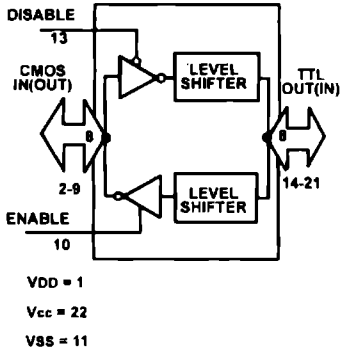 DISABLE
13
CMOS
IN(OUT)
LEVEL
SHIFTER
TTL
OUT(IN)
8
8
2-9
14-21
LEVEL
SHIFTER
ENABLE
10
VDD = 1
Vcc = 22
VSS = 11